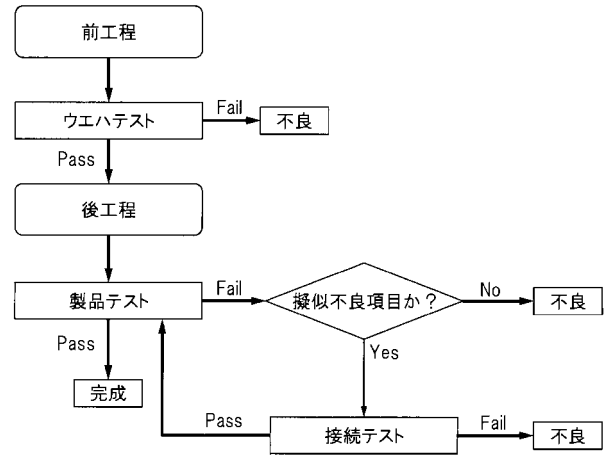 前工程
ウエハテスト
Fail
不良
Pass
後工程
製品テスト
Fail
擬似不良項目か？
No
不良
Pass
Yes
完成
Pass
接続テスト
Fail
不良